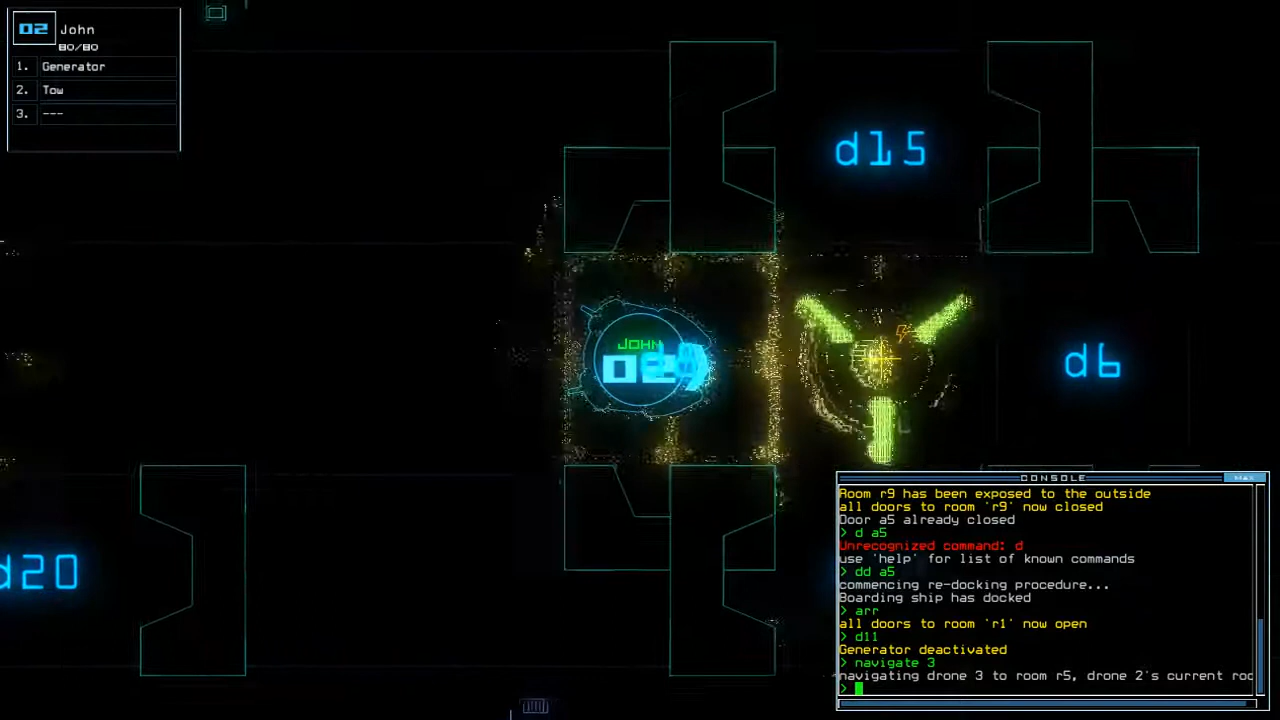 02 John
80/80
1. Generator
2. Tow
3. ---
d15
JOHN
02
d6
d20
CONSOLE
MAX
Room r9 has been exposed to the outside
all doors to room 'r9' now closed
Door a5 already closed
> d a5
Unrecognized command: d
use 'help' for list of known commands
> dd a5
commencing re-docking procedure...
Boarding ship has docked
> arr
all doors to room 'r1' now open
> d11
Generator deactivated
> navigate 3
navigating drone 3 to room r5, drone 2's current roo
>